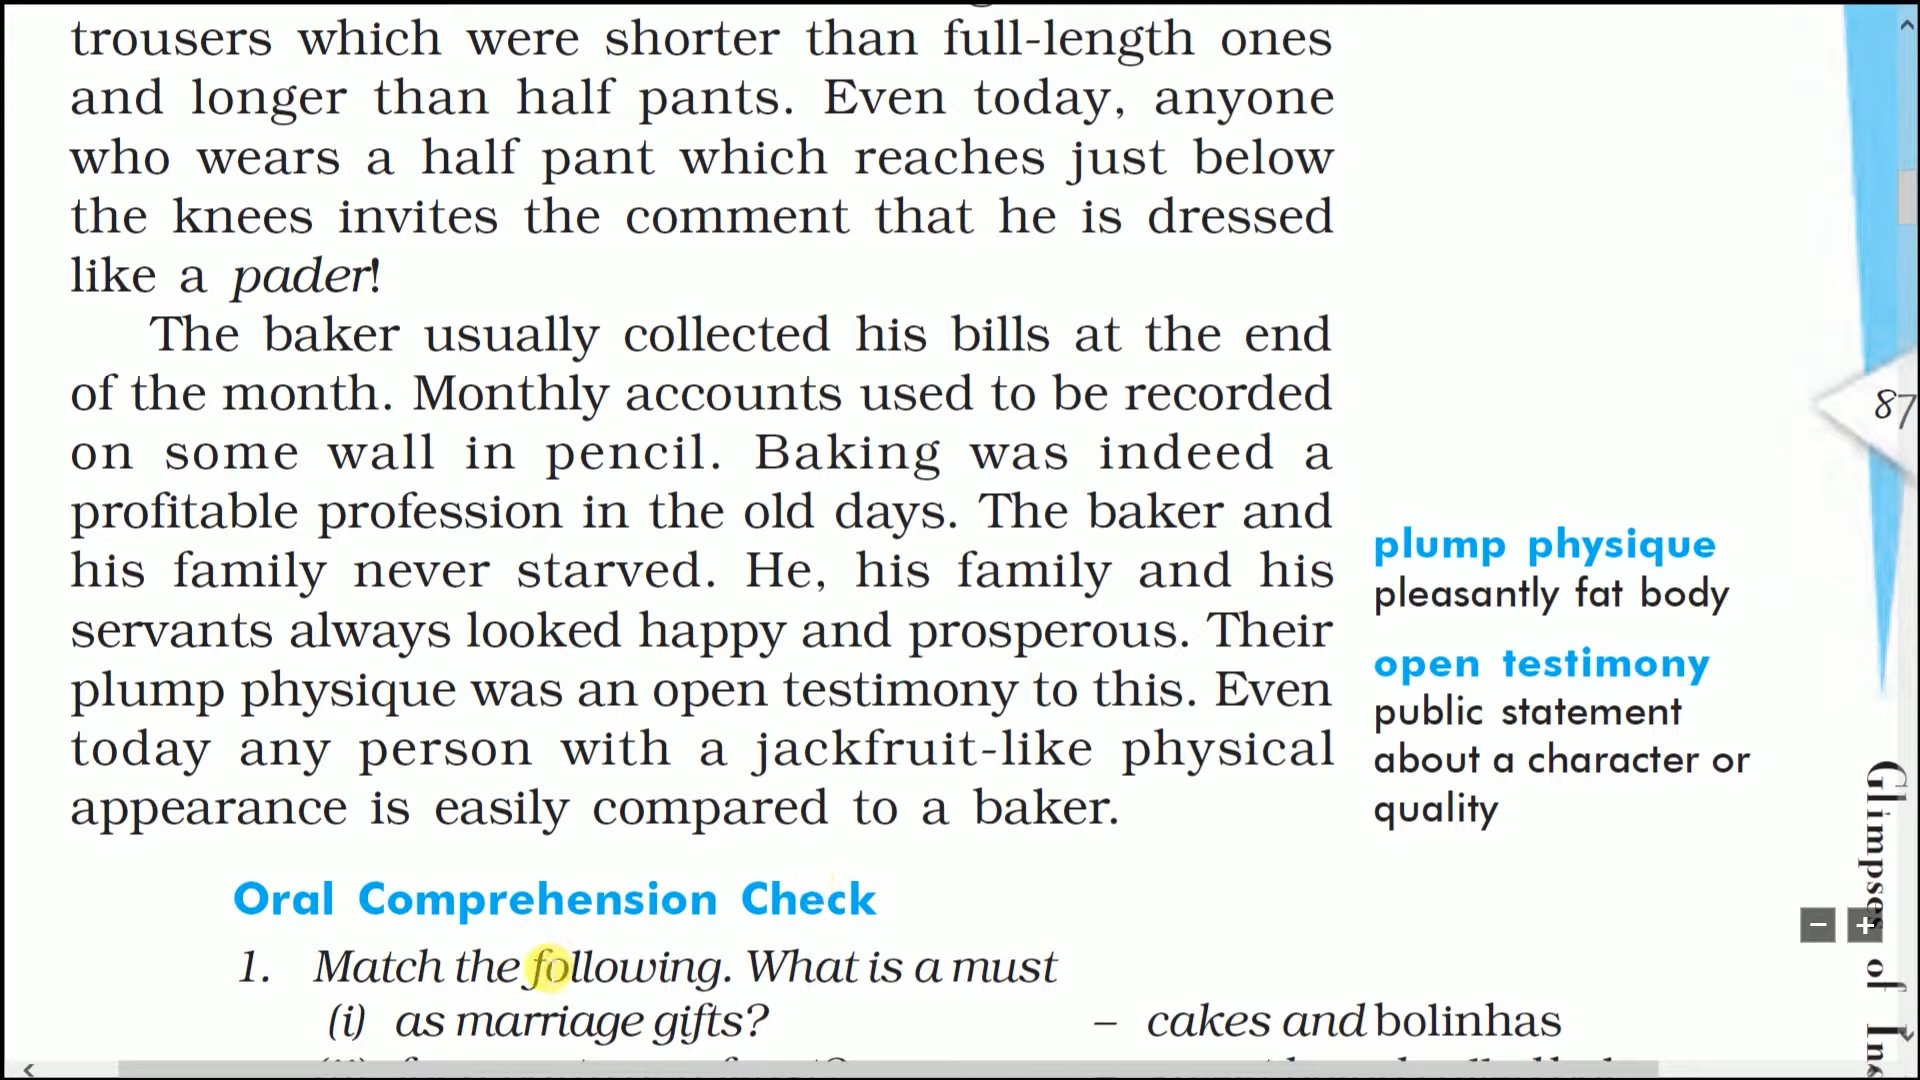 trousers which were shorter than full-length ones
and longer than half pants. Even today, anyone
who wears a half pant which reaches just below
the knees invites the comment that he is dressed
like a pader!
The baker usually collected his bills at the end
of the month. Monthly accounts used to be recorded
on some wall in pencil. Baking was indeed a
profitable profession in the old days. The baker and
his family never starved. He, his family and his
servants always looked happy and prosperous. Their
plump physique was an open testimony to this. Even
today any person with a jackfruit-like physical
appearance is easily compared to a baker.
plump physique
pleasantly fat body
open testimony
public statement
about a character or
quality
87
Glimpses of
Oral Comprehension Check
1. Match the following. What is a must
(i) as marriage gifts? – cakes and bolinhas